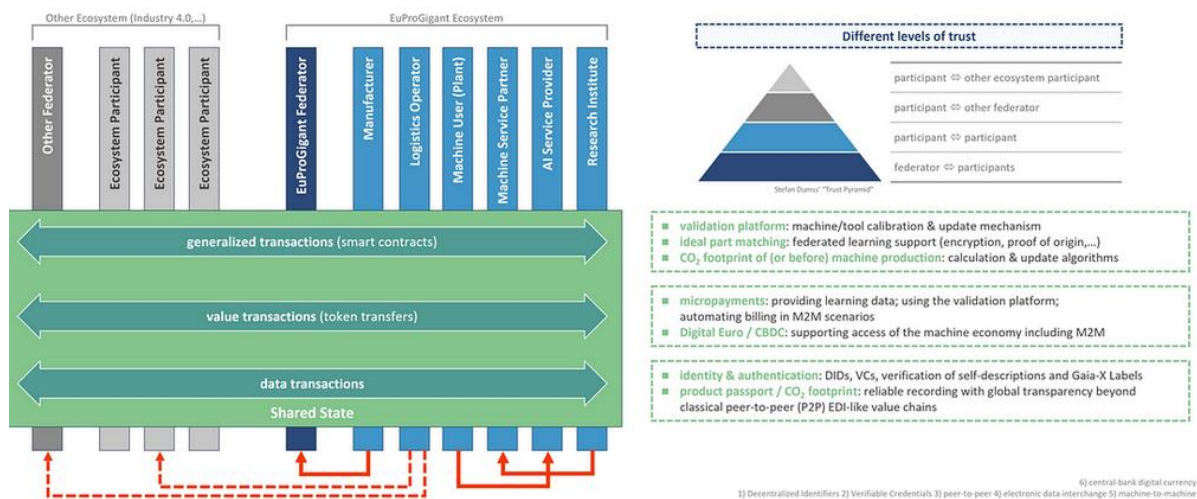 Other Ecosystem (Industry 4.0,...)
EuProGigant Ecosystem
Other Federator
Ecosystem Participant
Ecosystem Participant
Ecosystem Participant
EuProGigant Federator
Manufacturer
Logistics Operator
Machine User (Plant)
Machine Service Partner
AI Service Provider
Research Institute
generalized transactions (smart contracts)
value transactions (token transfers)
data transactions
Shared State
Different levels of trust
participant ⇔ other ecosystem participant
participant ⇔ other federator
participant ⇔ participant
federator ⇔ participants
Stefan Dumss' "Trust Pyramid"
validation platform: machine/tool calibration & update mechanism
ideal part matching: federated learning support (encryption, proof of origin,...)
CO₂ footprint of (or before) machine production: calculation & update algorithms
micropayments: providing learning data; using the validation platform;
automating billing in M2M scenarios
Digital Euro / CBDC: supporting access of the machine economy including M2M
identity & authentication: DIDs, VCs, verification of self-descriptions and Gaia-X Labels
product passport / CO₂ footprint: reliable recording with global transparency beyond
classical peer-to-peer (P2P) EDI-like value chains
6) central-bank digital currency
1) Decentralized Identifiers 2) Verifiable Credentials 3) peer-to-peer 4) electronic data interchange 5) machine-to-machine